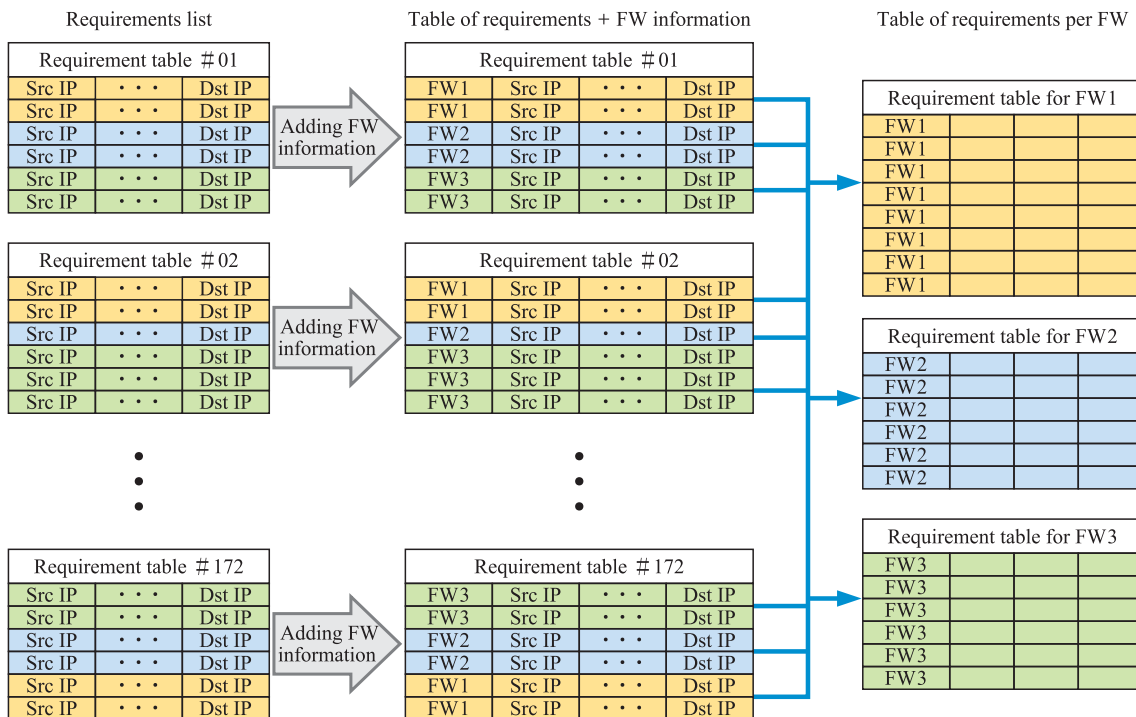 Requirements list
Table of requirements + FW information
Table of requirements per FW
Requirement table #01
Src IP ··· Dst IP
Src IP ··· Dst IP
Src IP ··· Dst IP
Src IP ··· Dst IP
Src IP ··· Dst IP
Src IP ··· Dst IP
Adding FW
information
Requirement table #01
FW1 Src IP ··· Dst IP
FW1 Src IP ··· Dst IP
FW2 Src IP ··· Dst IP
FW2 Src IP ··· Dst IP
FW3 Src IP ··· Dst IP
FW3 Src IP ··· Dst IP
Requirement table #02
Src IP ··· Dst IP
Src IP ··· Dst IP
Src IP ··· Dst IP
Src IP ··· Dst IP
Src IP ··· Dst IP
Src IP ··· Dst IP
Adding FW
information
Requirement table #02
FW1 Src IP ··· Dst IP
FW1 Src IP ··· Dst IP
FW2 Src IP ··· Dst IP
FW3 Src IP ··· Dst IP
FW3 Src IP ··· Dst IP
FW3 Src IP ··· Dst IP
Requirement table #172
Src IP ··· Dst IP
Src IP ··· Dst IP
Src IP ··· Dst IP
Src IP ··· Dst IP
Src IP ··· Dst IP
Src IP ··· Dst IP
Adding FW
information
Requirement table #172
FW3 Src IP ··· Dst IP
FW3 Src IP ··· Dst IP
FW2 Src IP ··· Dst IP
FW2 Src IP ··· Dst IP
FW1 Src IP ··· Dst IP
FW1 Src IP ··· Dst IP
Requirement table for FW1
FW1
FW1
FW1
FW1
FW1
FW1
FW1
FW1
Requirement table for FW2
FW2
FW2
FW2
FW2
FW2
FW2
Requirement table for FW3
FW3
FW3
FW3
FW3
FW3
FW3